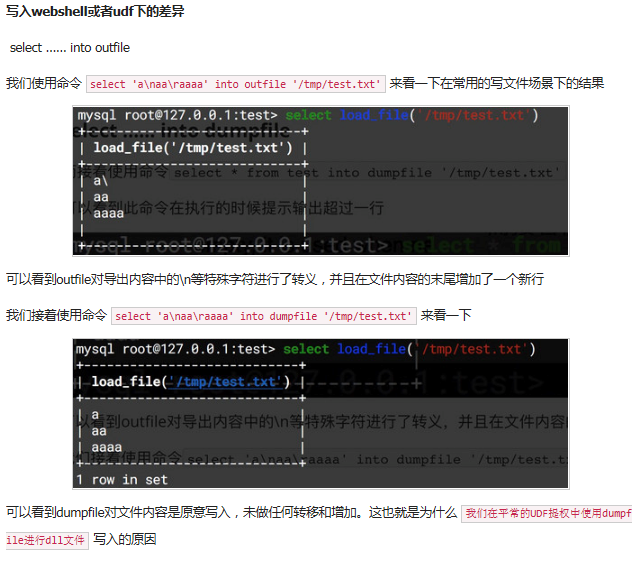 写入webshell或者udf下的差异
select ...... into outfile
我们使用命令 select 'a\naa\raaaa' into outfile '/tmp/test.txt' 来看一下在常用的写文件场景下的结果
mysql root@127.0.0.1:test> select load_file('/tmp/test.txt')
+--------------------------+
| load_file('/tmp/test.txt') |
+--------------------------+
| a\
| aa
| aaaa
|
+--------------------------+
可以看到outfile对导出内容中的\n等特殊字符进行了转义，并且在文件内容的末尾增加了一个新行
我们接着使用命令 select 'a\naa\raaaa' into dumpfile '/tmp/test.txt' 来看一下
mysql root@127.0.0.1:test> select load_file('/tmp/test.txt')
+--------------------------+
| load_file('/tmp/test.txt') |
+--------------------------+
| a
| aa
| aaaa
+--------------------------+
1 row in set
可以看到dumpfile对文件内容是原意写入，未做任何转移和增加。这也就是为什么 我们在平常的UDF提权中使用dumpf
ile进行dll文件 写入的原因